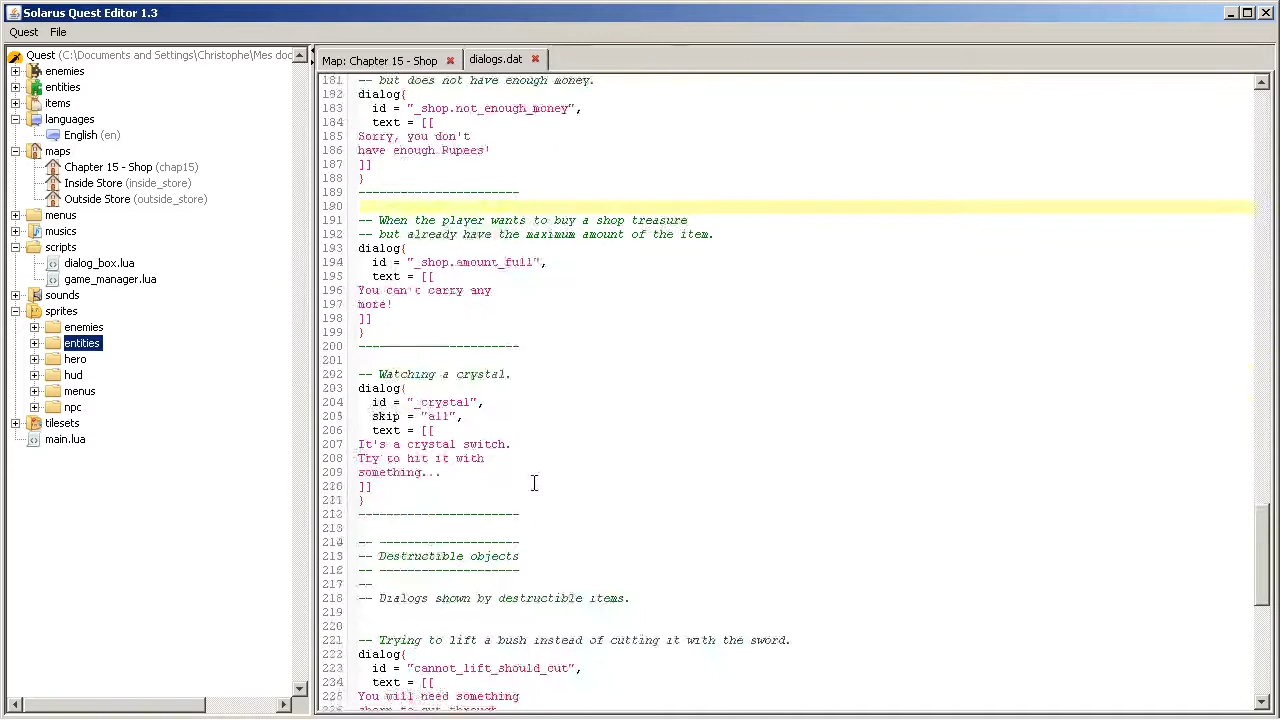 Solarus Quest Editor 1.3
Quest File
Quest (C:\Documents and Settings\Christophe\Mes doc
enemies
entities
items
languages
English (en)
maps
Chapter 15 - Shop (chap15)
Inside Store (inside_store)
Outside Store (outside_store)
menus
musics
scripts
dialog_box.lua
game_manager.lua
sounds
sprites
enemies
entities
hero
hud
menus
npc
tilesets
main.lua
Map: Chapter 15 - Shop dialogs.dat
181 -- but does not have enough money.
192 dialog{
183 id = "_shop.not_enough_money",
184 text = [[
185 Sorry, you don't
186 have enough Rupees!
187 ]]
188 }
189 -----------------------
190
191 -- When the player wants to buy a shop treasure
192 -- but already have the maximum amount of the item.
193 dialog{
194 id = "_shop.amount_full",
195 text = [[
196 You can't carry any
197 more!
198 ]]
199 }
200 -----------------------
201
292 -- Watching a crystal.
203 dialog{
204 id = "_crystal",
205 skip = "all",
206 text = [[
207 It's a crystal switch.
208 Try to hit it with
209 something...
210 ]]
211 }
212 -----------------------
213
214 -- --------------------
215 -- Destructible objects
216 -- --------------------
217 --
218 -- Dialogs shown by destructible items.
219
220
221 -- Trying to lift a bush instead of cutting it with the sword.
222 dialog{
223 id = "cannot_lift_should_cut",
224 text = [[
225 You will need something
sharp to cut through